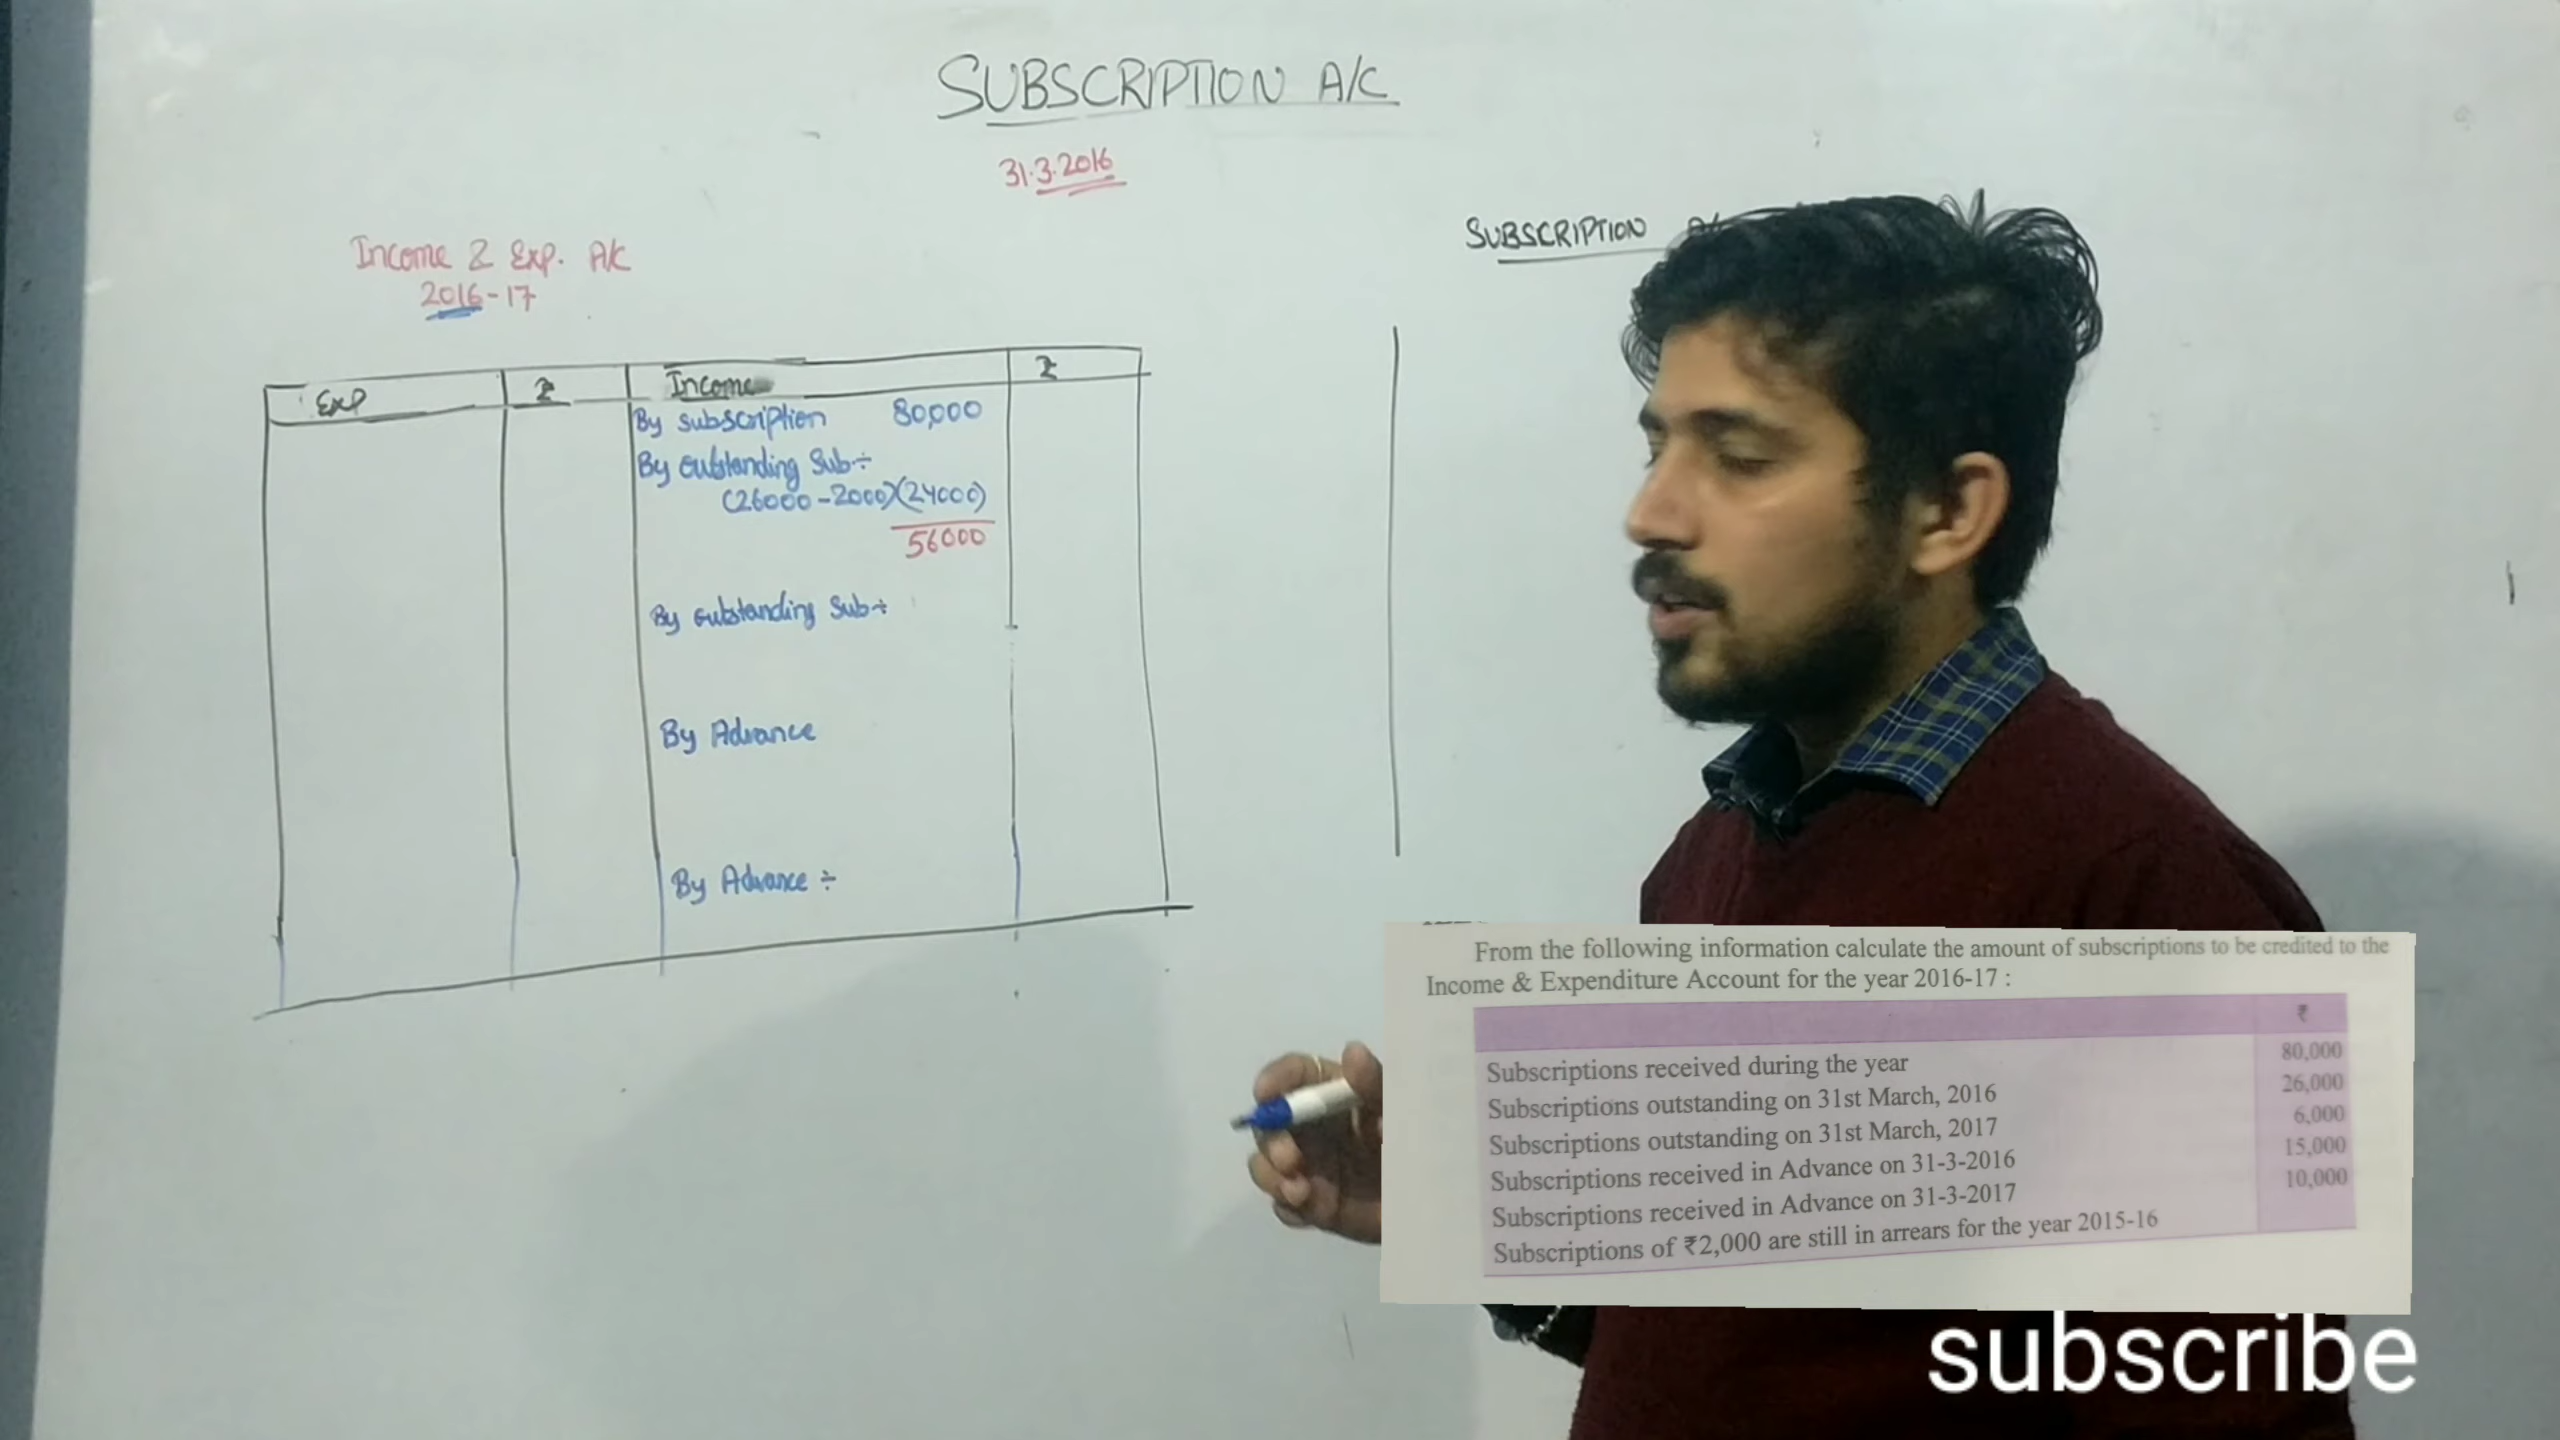 SUBSCRIPTION A/C
31.3.2016
Income & Exp. A/C
2016-17
SUBSCRIPTION
Exp ₹ Income ₹
By Subscription 80,000
By Outstanding Sub÷
(26000-2000)(24000)
56000
By Outstanding Sub÷
By Advance
By Advance ÷
From the following information calculate the amount of subscriptions to be credited to the
Income & Expenditure Account for the year 2016-17 :
₹
Subscriptions received during the year 80,000
Subscriptions outstanding on 31st March, 2016 26,000
Subscriptions outstanding on 31st March, 2017 6,000
Subscriptions received in Advance on 31-3-2016 15,000
Subscriptions received in Advance on 31-3-2017 10,000
Subscriptions of ₹2,000 are still in arrears for the year 2015-16
subscribe